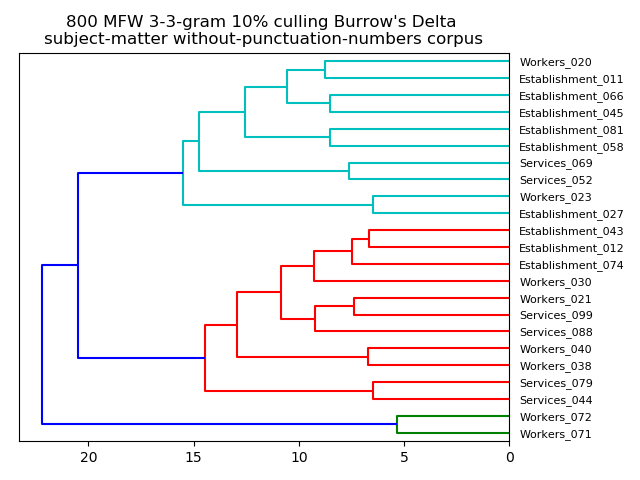 800 MFW 3-3-gram 10% culling Burrow's Delta
subject-matter without-punctuation-numbers corpus
Workers_020
Establishment_011
Establishment_066
Establishment_045
Establishment_081
Establishment_058
Services_069
Services_052
Workers_023
Establishment_027
Establishment_043
Establishment_012
Establishment_074
Workers_030
Workers_021
Services_099
Services_088
Workers_040
Workers_038
Services_079
Services_044
Workers_072
Workers_071
20 15 10 5 0